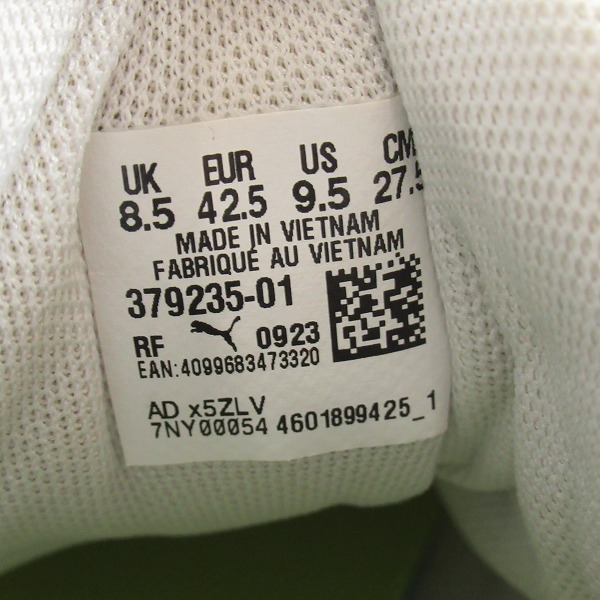 UK EUR US CM
8.5 42.5 9.5 27.5
MADE IN VIETNAM
FABRIQUÉ AU VIETNAM
379235-01
RF 0923
EAN:4099683473320
AD x5ZLV
7NY00054 4601899425_1